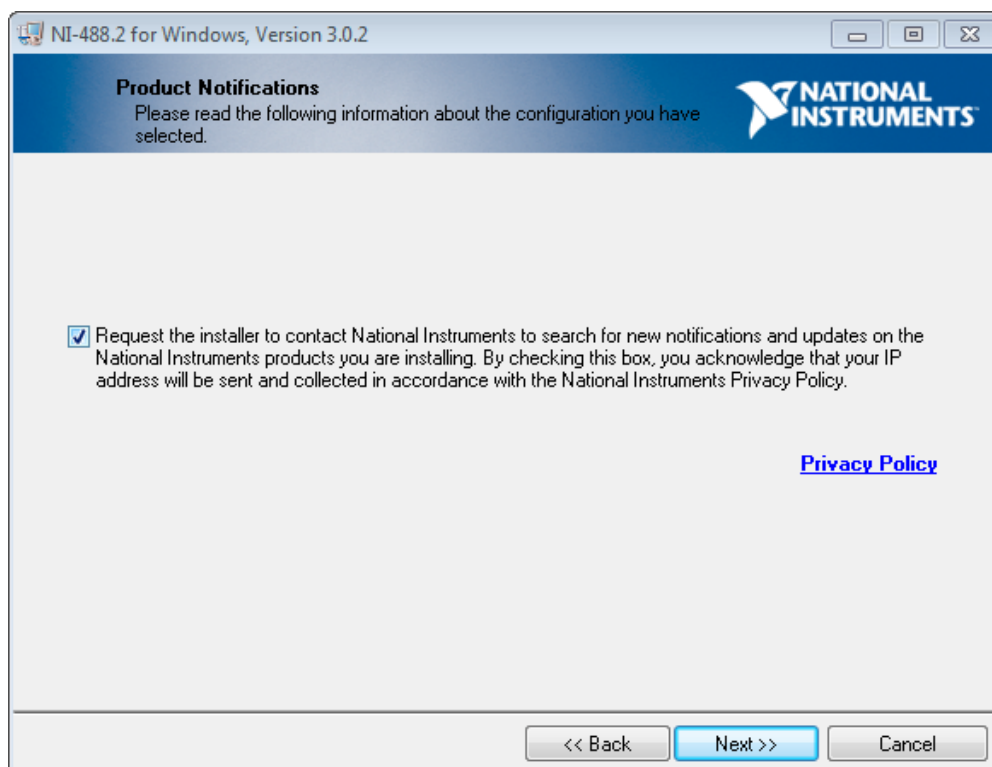 NI-488.2 for Windows, Version 3.0.2
Product Notifications
Please read the following information about the configuration you have
selected.
NATIONAL
INSTRUMENTS
Request the installer to contact National Instruments to search for new notifications and updates on the
National Instruments products you are installing. By checking this box, you acknowledge that your IP
address will be sent and collected in accordance with the National Instruments Privacy Policy.
Privacy Policy
<< Back
Next >>
Cancel